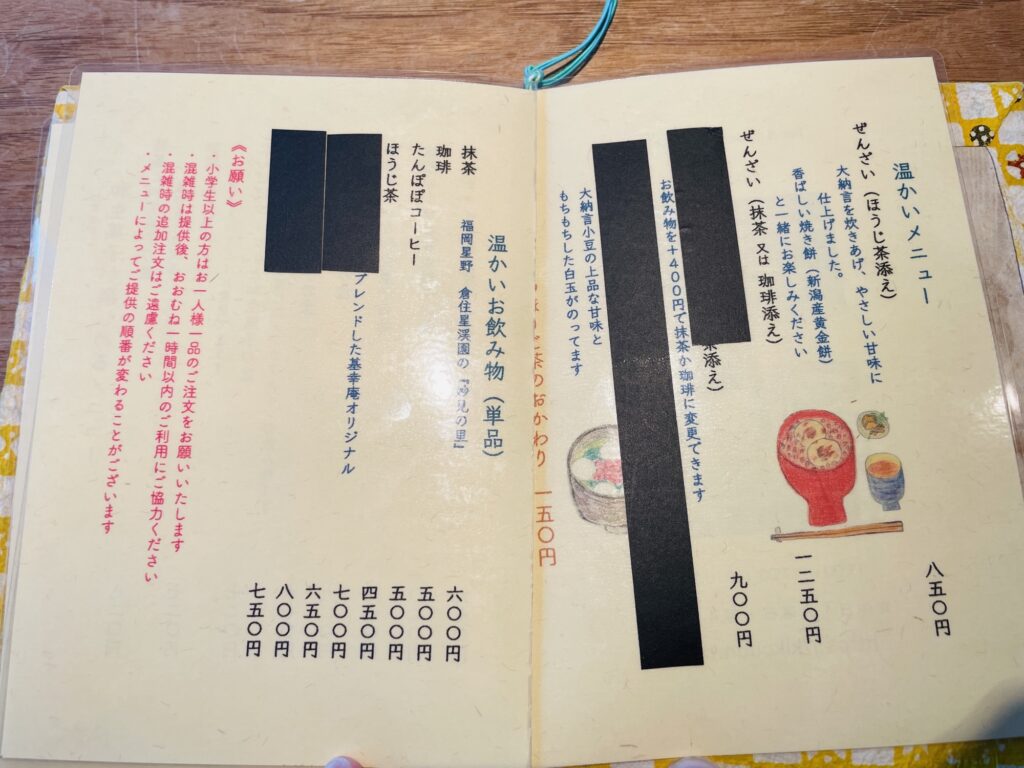 温かいメニュー
ぜんざい（ほうじ茶添え）
八五〇円
大納言を炊きあげ、やさしい甘味に
仕上げました。
香ばしい焼き餅（新潟産黄金餅）
と一緒にお楽しみください
ぜんざい（抹茶 又は 珈琲添え）
一二五〇円
茶添え）
九〇〇円
お飲み物を＋４００円で抹茶か珈琲に変更できます
大納言小豆の上品な甘味と
もちもちした白玉がのってます
茶のおかわり 一五〇円
温かいお飲み物（単品）
福岡星野 倉住星渓園の『妙見の里』
抹茶
六〇〇円
珈琲
五〇〇円
たんぽぽコーヒー
五〇〇円
ほうじ茶
四五〇円
ブレンドした基幸庵オリジナル
七〇〇円
六五〇円
八〇〇円
七五〇円
《お願い》
・小学生以上の方はお一人様一品のご注文をお願いいたします
・混雑時は提供後、おおむね一時間以内のご利用にご協力ください
・混雑時の追加注文はご遠慮ください
・メニューによってご提供の順番が変わることがございます